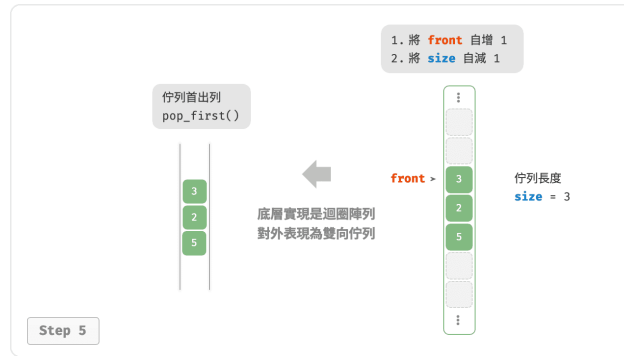 1. 將 front 自增 1
2. 將 size 自減 1
佇列首出列
pop_first()
3
2
5
底層實現是迴圈陣列
對外表現為雙向佇列
front ➤
3
2
5
佇列長度
size = 3
Step 5